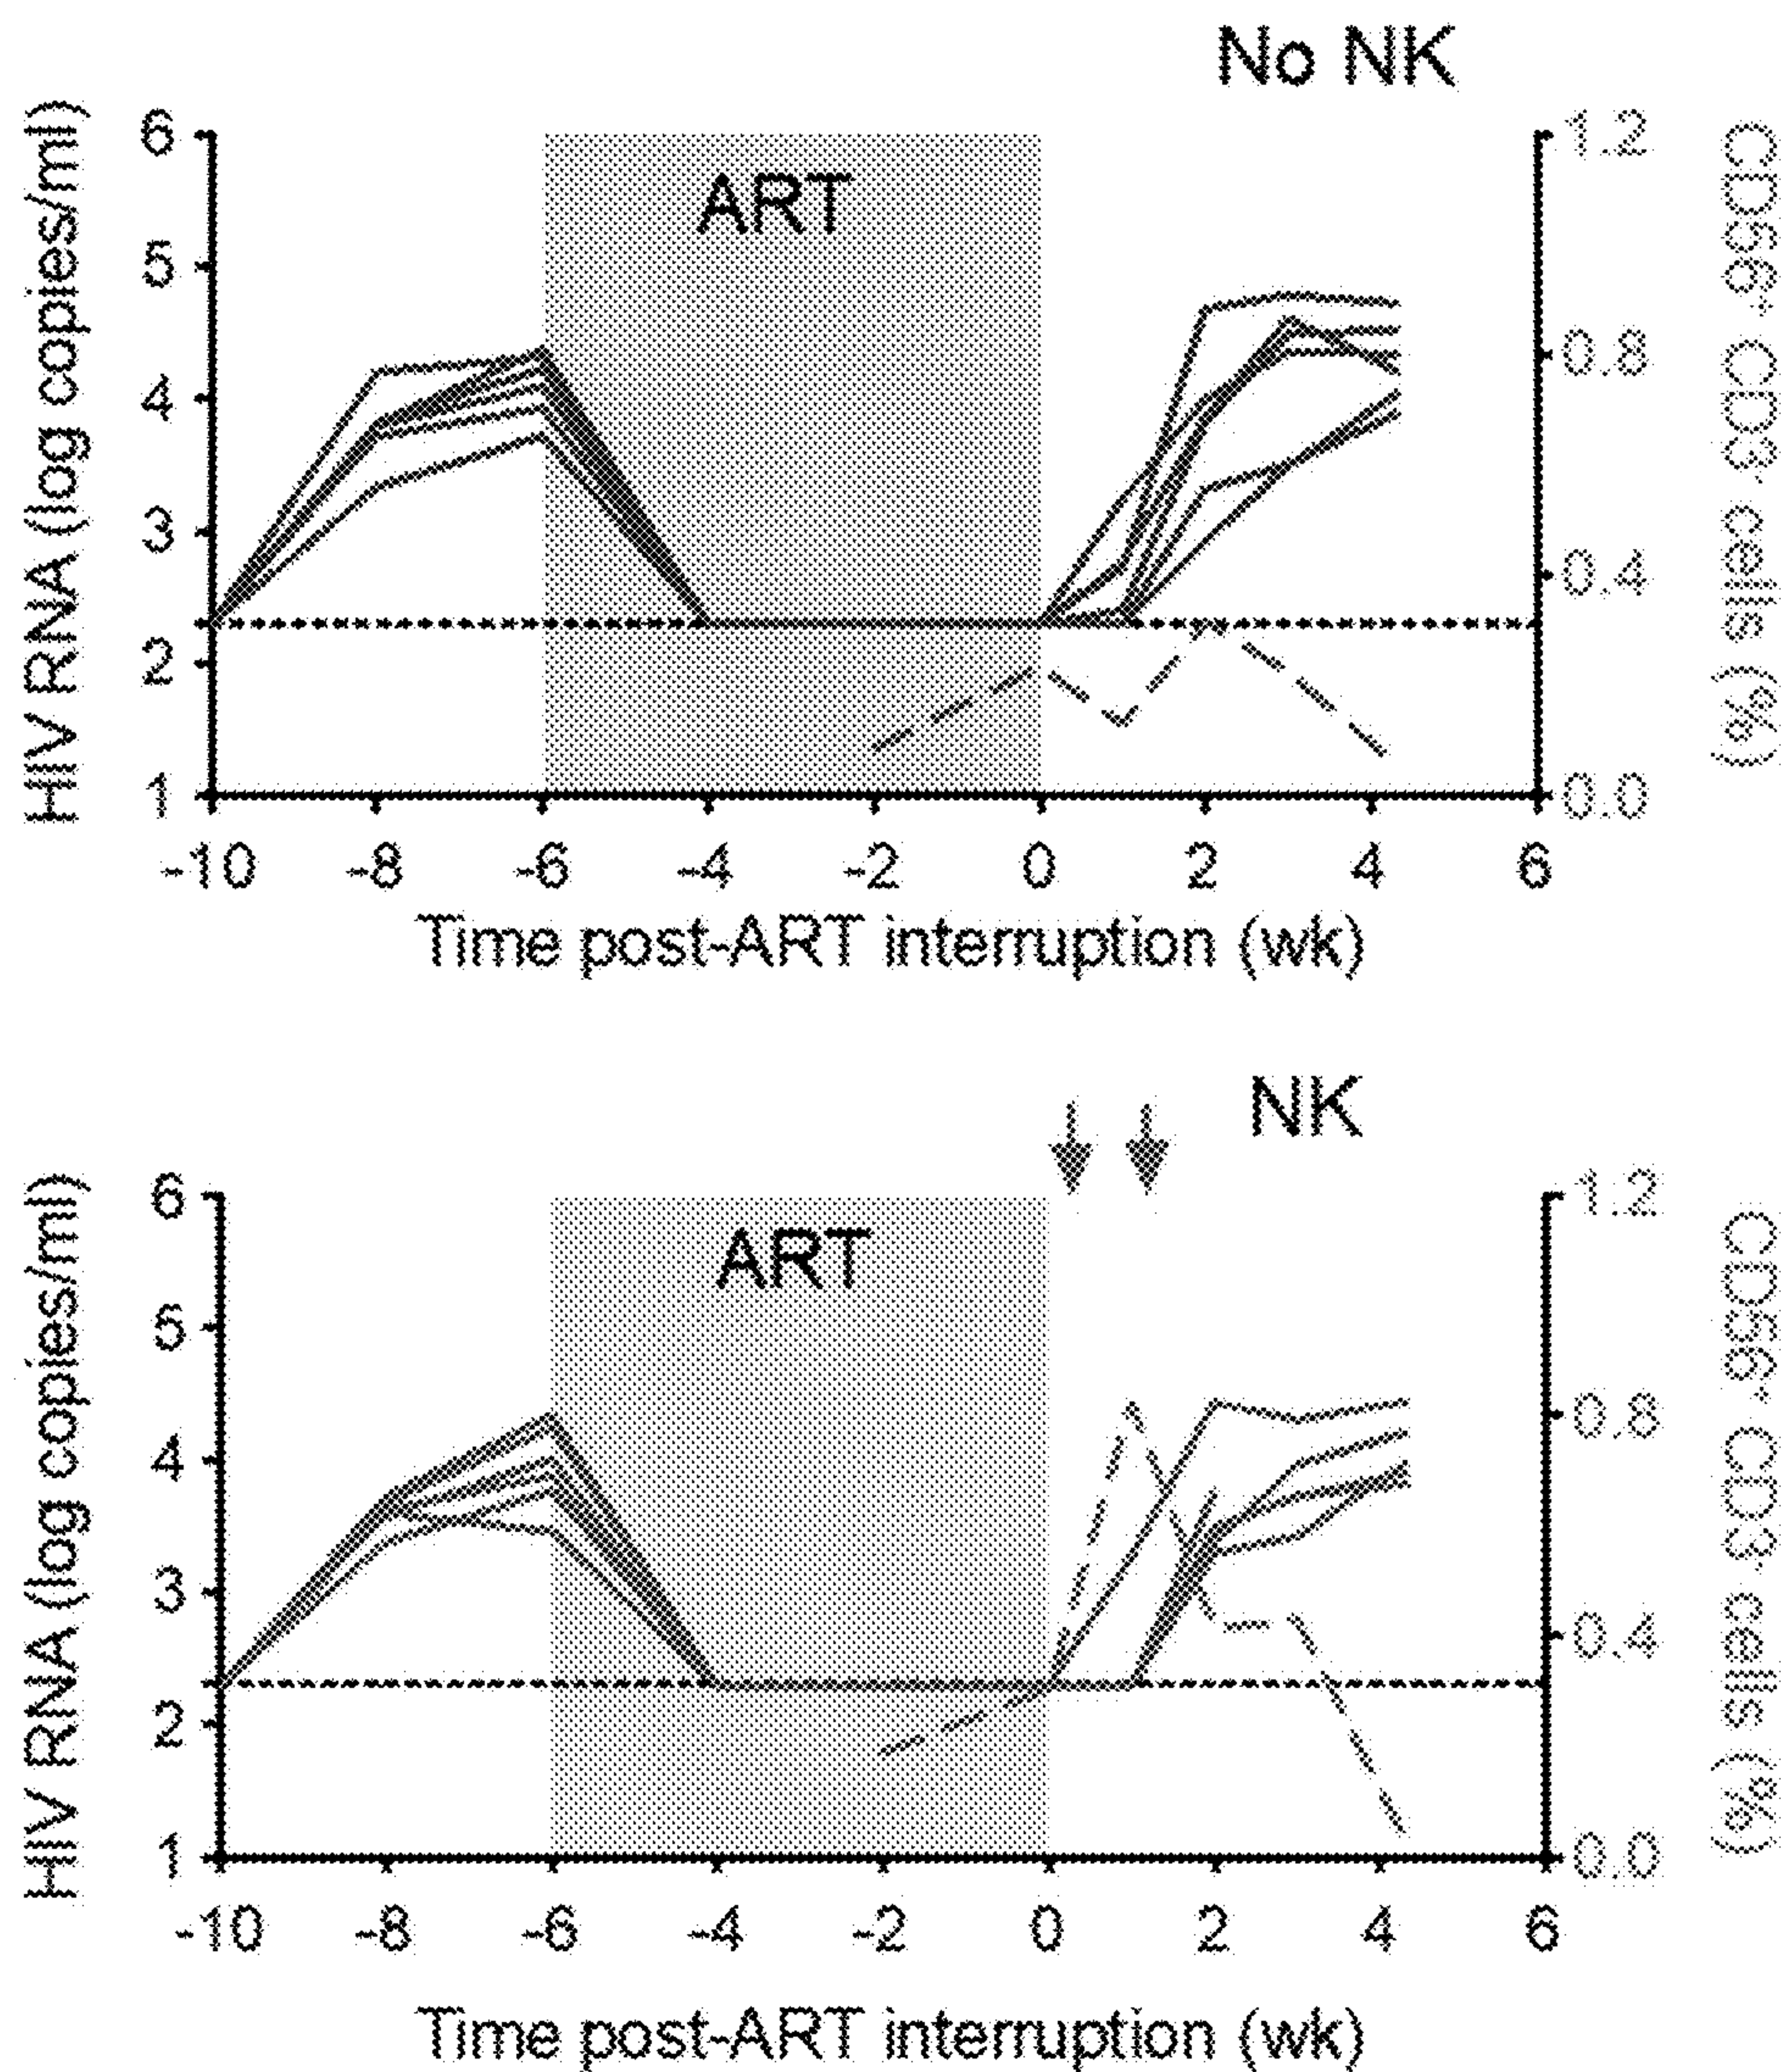 No NK
HIV RNA (log copies/ml)
6
5
4
3
2
1
ART
1.2
0.8
0.4
0.0
CD56⁺ CD3⁻ cells (%)
-10 -8 -6 -4 -2 0 2 4 6
Time post-ART interruption (wk)
NK
HIV RNA (log copies/ml)
6
5
4
3
2
1
ART
1.2
0.8
0.4
0.0
CD56⁺ CD3⁻ cells (%)
-10 -8 -6 -4 -2 0 2 4 6
Time post-ART interruption (wk)